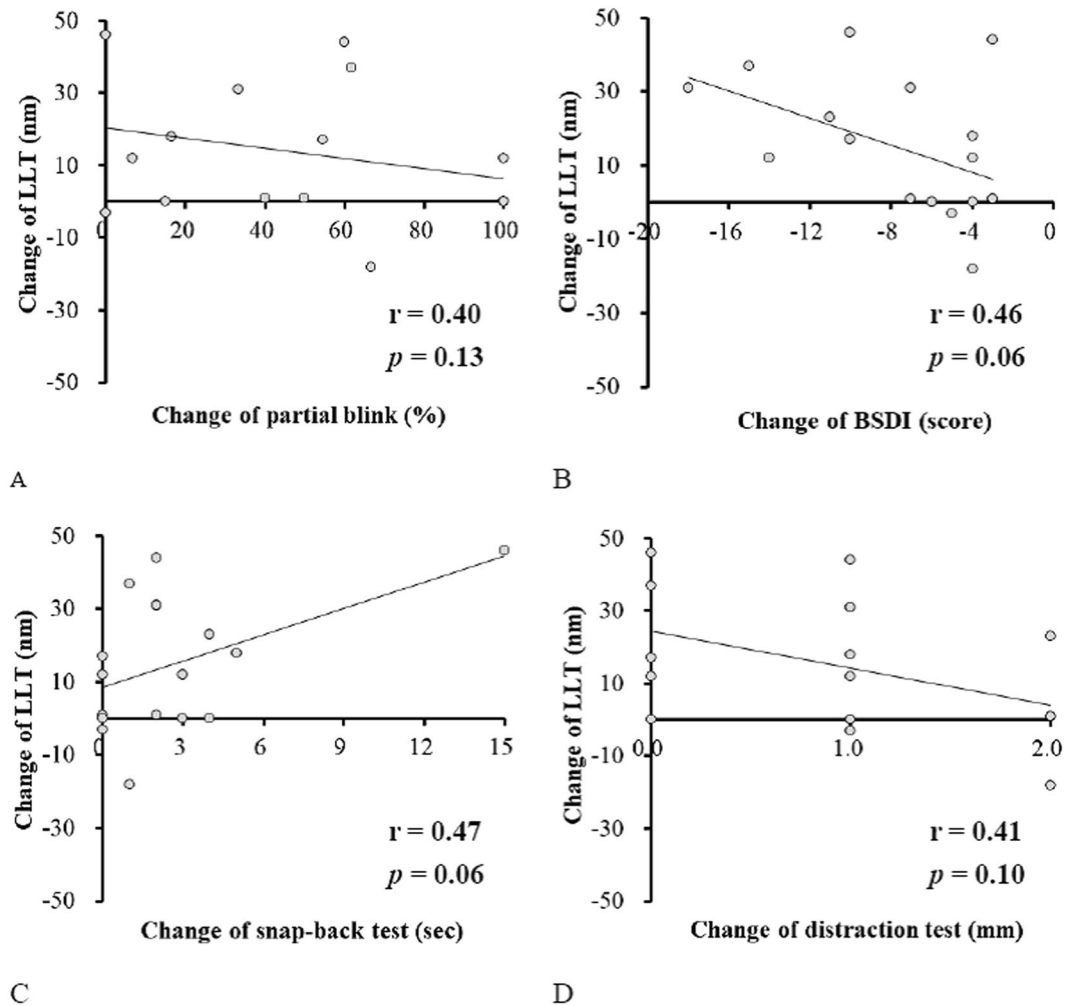 50
30
10
-10
-30
-50
0 20 40 60 80 100
Change of LLT (nm)
r = 0.40
p = 0.13
Change of partial blink (%)
A
50
30
10
-10
-30
-50
-20 -16 -12 -8 -4 0
Change of LLT (nm)
r = 0.46
p = 0.06
Change of BSDI (score)
B
50
30
10
-10
-30
-50
0 3 6 9 12 15
Change of LLT (nm)
r = 0.47
p = 0.06
Change of snap-back test (sec)
C
50
30
10
-10
-30
-50
0.0 1.0 2.0
Change of LLT (nm)
r = 0.41
p = 0.10
Change of distraction test (mm)
D